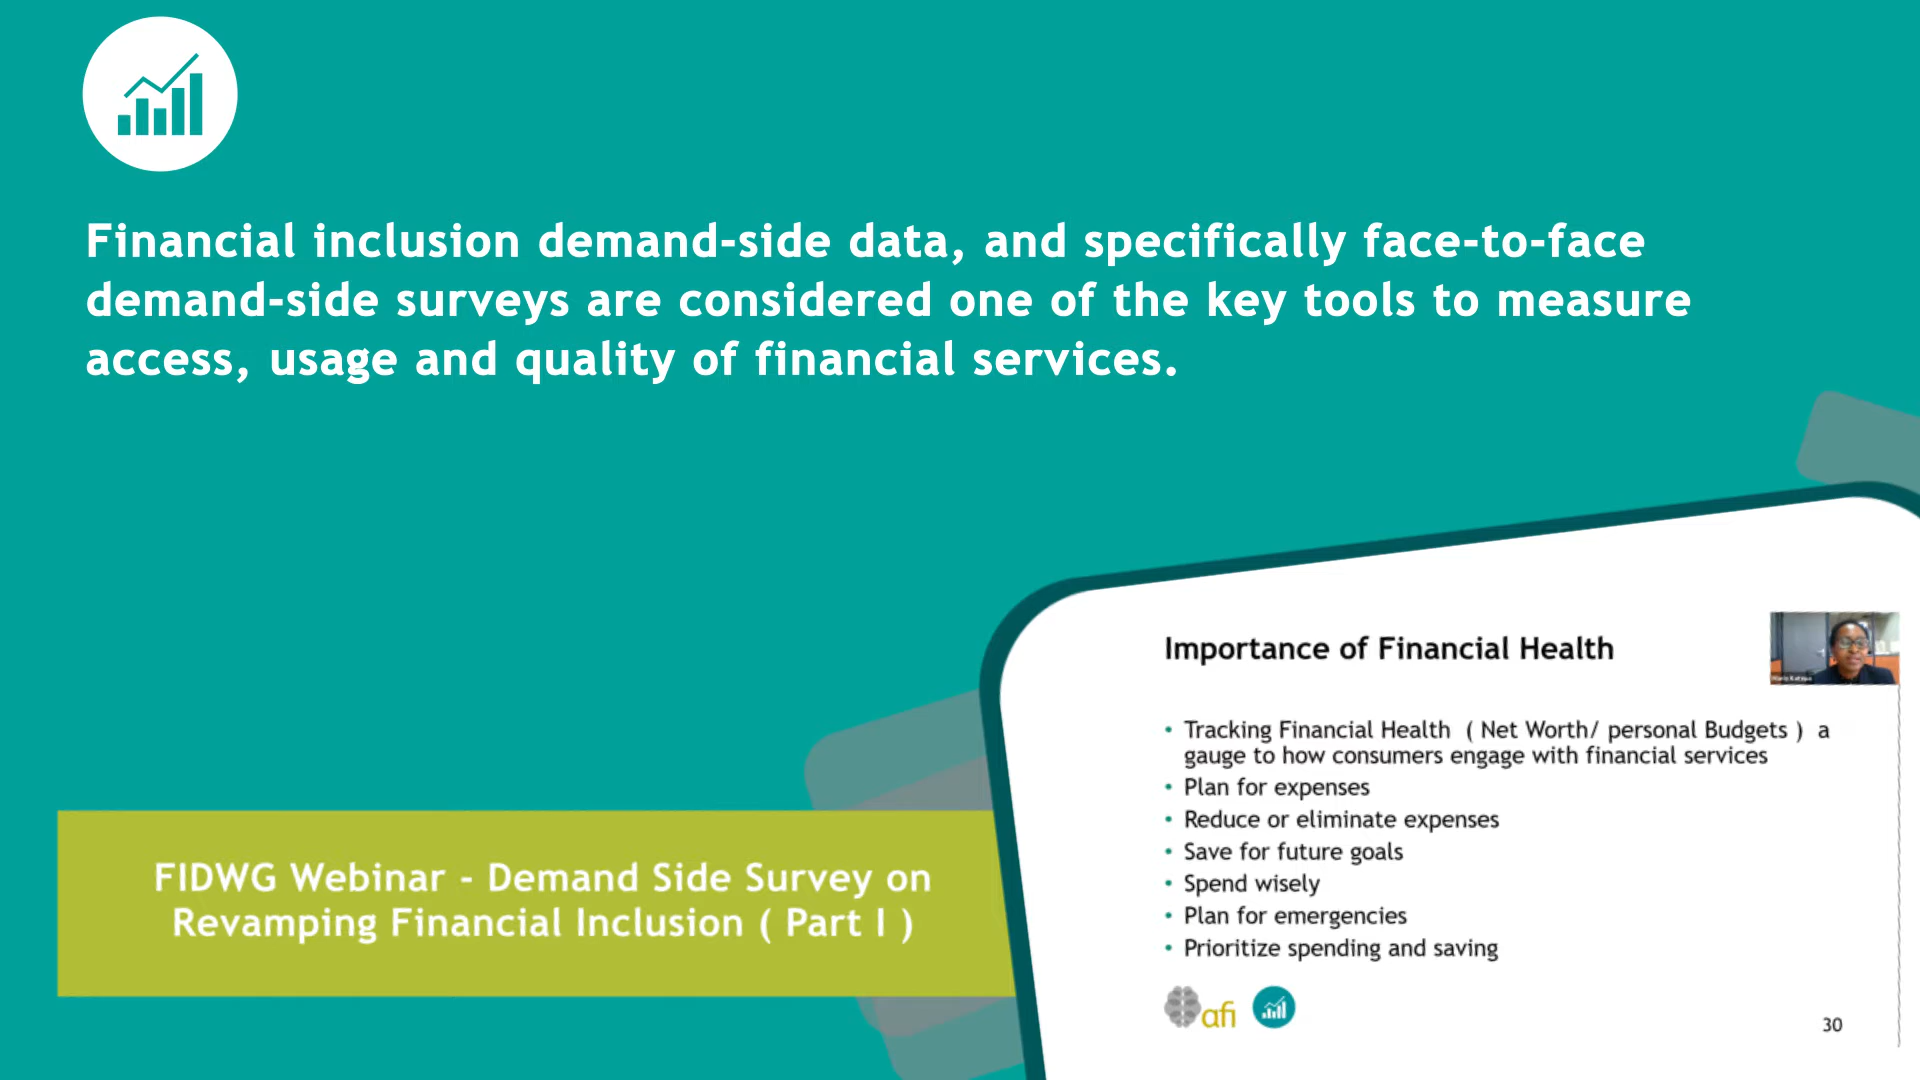 Financial inclusion demand-side data, and specifically face-to-face
demand-side surveys are considered one of the key tools to measure
access, usage and quality of financial services.
FIDWG Webinar - Demand Side Survey on
Revamping Financial Inclusion ( Part I )
Importance of Financial Health
• Tracking Financial Health ( Net Worth/ personal Budgets ) a
gauge to how consumers engage with financial services
• Plan for expenses
• Reduce or eliminate expenses
• Save for future goals
• Spend wisely
• Plan for emergencies
• Prioritize spending and saving
afi
30